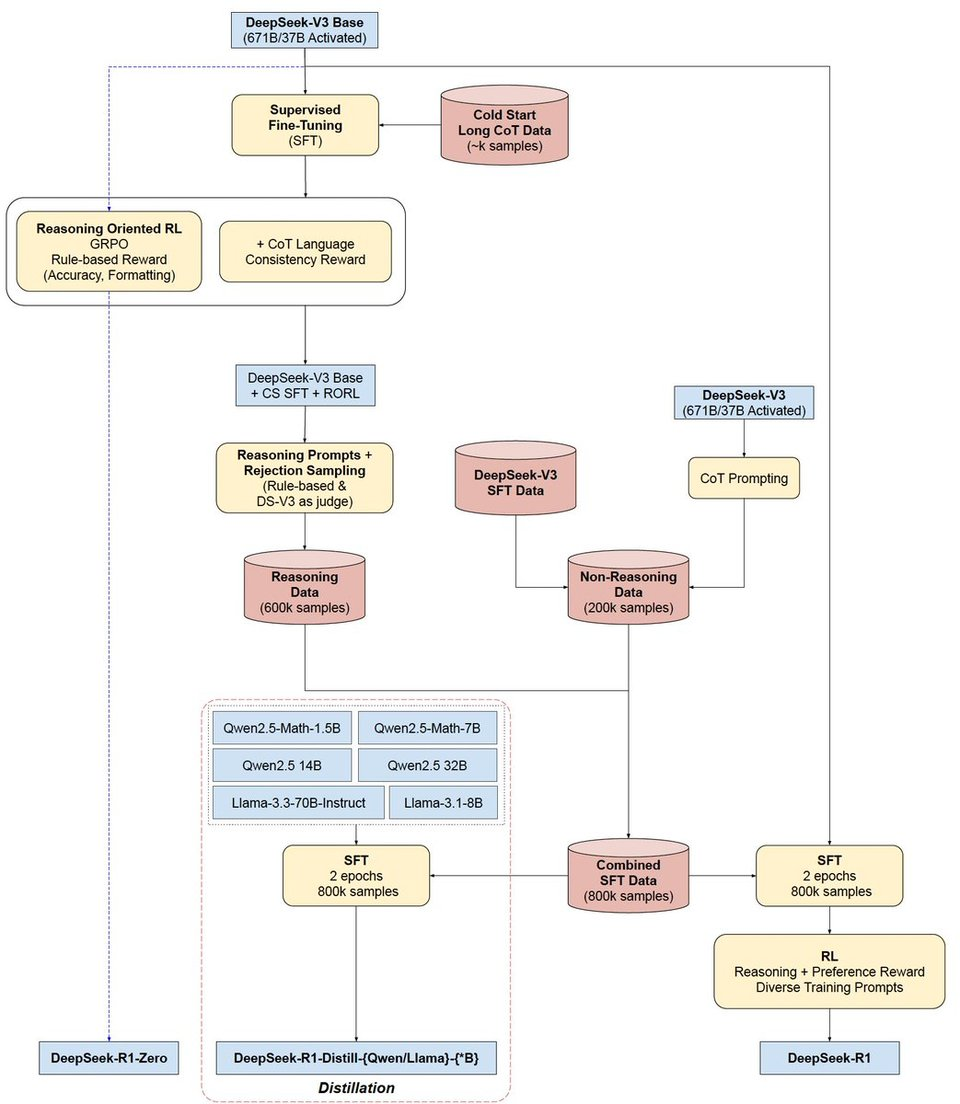 DeepSeek-V3 Base
(671B/37B Activated)
Supervised
Fine-Tuning
(SFT)
Cold Start
Long CoT Data
(~k samples)
Reasoning Oriented RL
GRPO
Rule-based Reward
(Accuracy, Formatting)
+ CoT Language
Consistency Reward
DeepSeek-V3 Base
+ CS SFT + RORL
DeepSeek-V3
(671B/37B Activated)
Reasoning Prompts +
Rejection Sampling
(Rule-based &
DS-V3 as judge)
DeepSeek-V3
SFT Data
CoT Prompting
Reasoning
Data
(600k samples)
Non-Reasoning
Data
(200k samples)
Qwen2.5-Math-1.5B
Qwen2.5-Math-7B
Qwen2.5 14B
Qwen2.5 32B
Llama-3.3-70B-Instruct
Llama-3.1-8B
SFT
2 epochs
800k samples
Combined
SFT Data
(800k samples)
SFT
2 epochs
800k samples
RL
Reasoning + Preference Reward
Diverse Training Prompts
DeepSeek-R1-Zero
DeepSeek-R1-Distill-{Qwen/Llama}-{*B}
DeepSeek-R1
Distillation